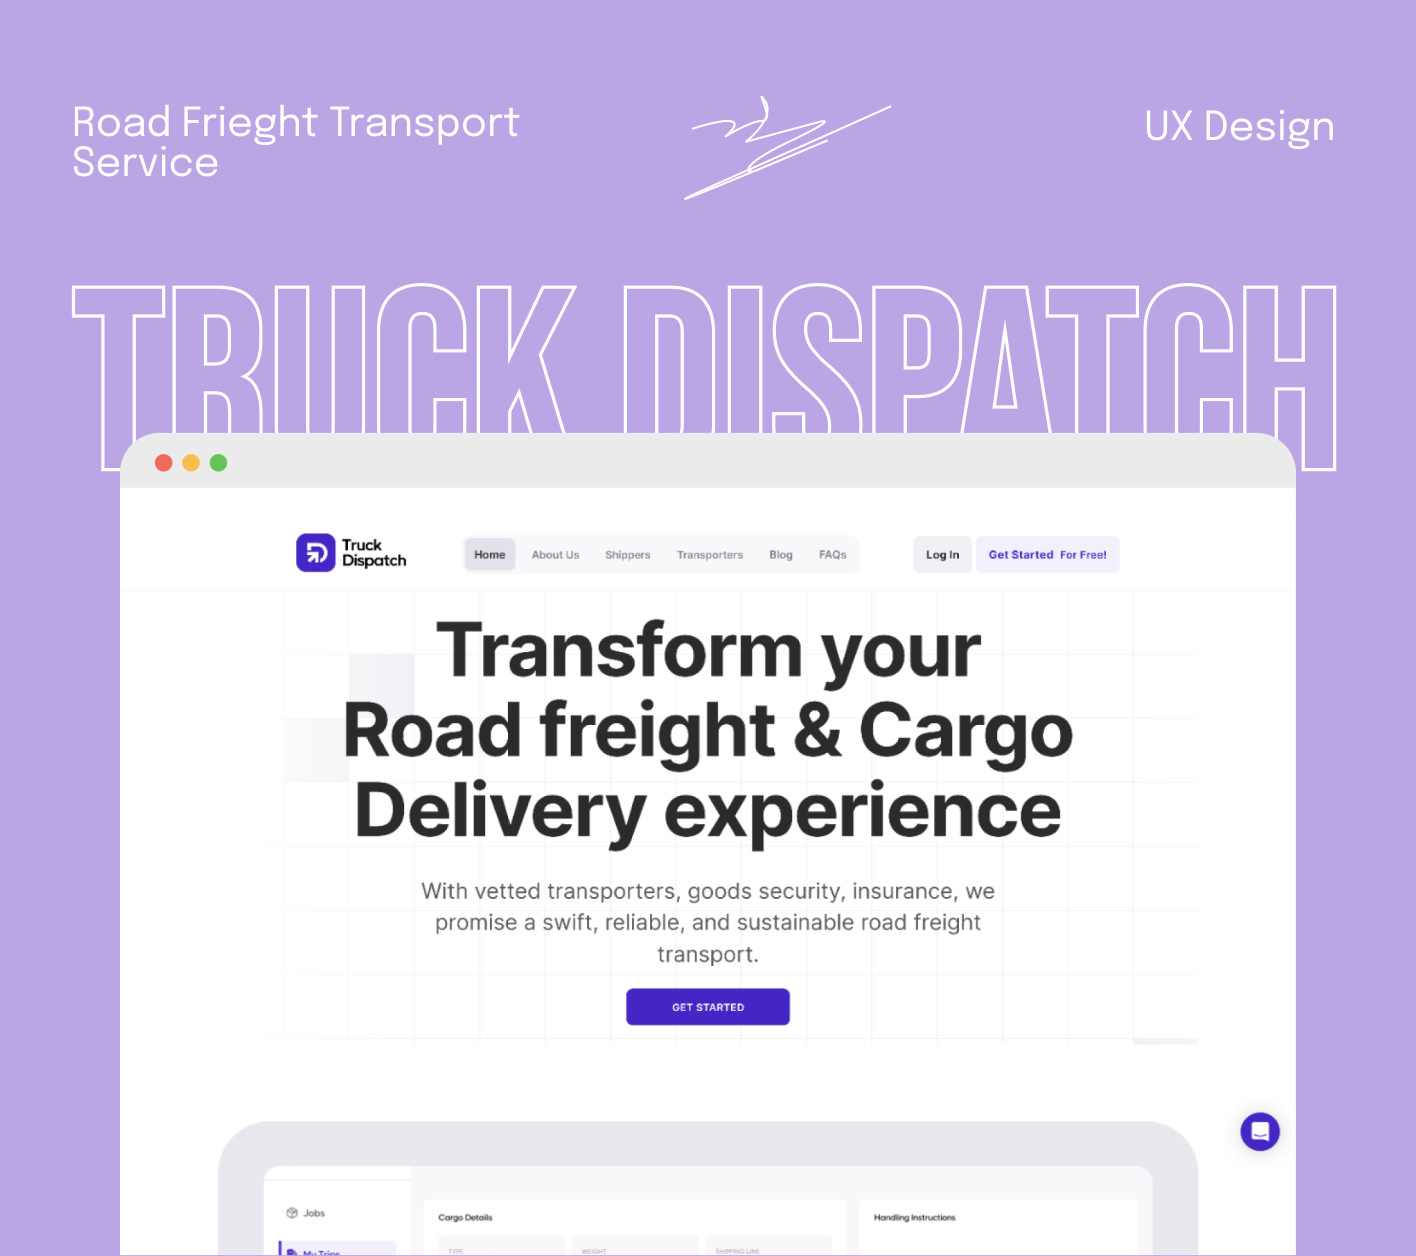 Road Frieght Transport
Service
UX Design
TRUCK DISPATCH
Truck
Dispatch
Home
About Us
Shippers
Transporters
Blog
FAQs
Log In
Get Started For Free!
Transform your
Road freight & Cargo
Delivery experience
With vetted transporters, goods security, insurance, we
promise a swift, reliable, and sustainable road freight
transport.
GET STARTED
Jobs
My Trips
Cargo Details
Handling Instructions
TYPE
WEIGHT
SHIPPING LINE